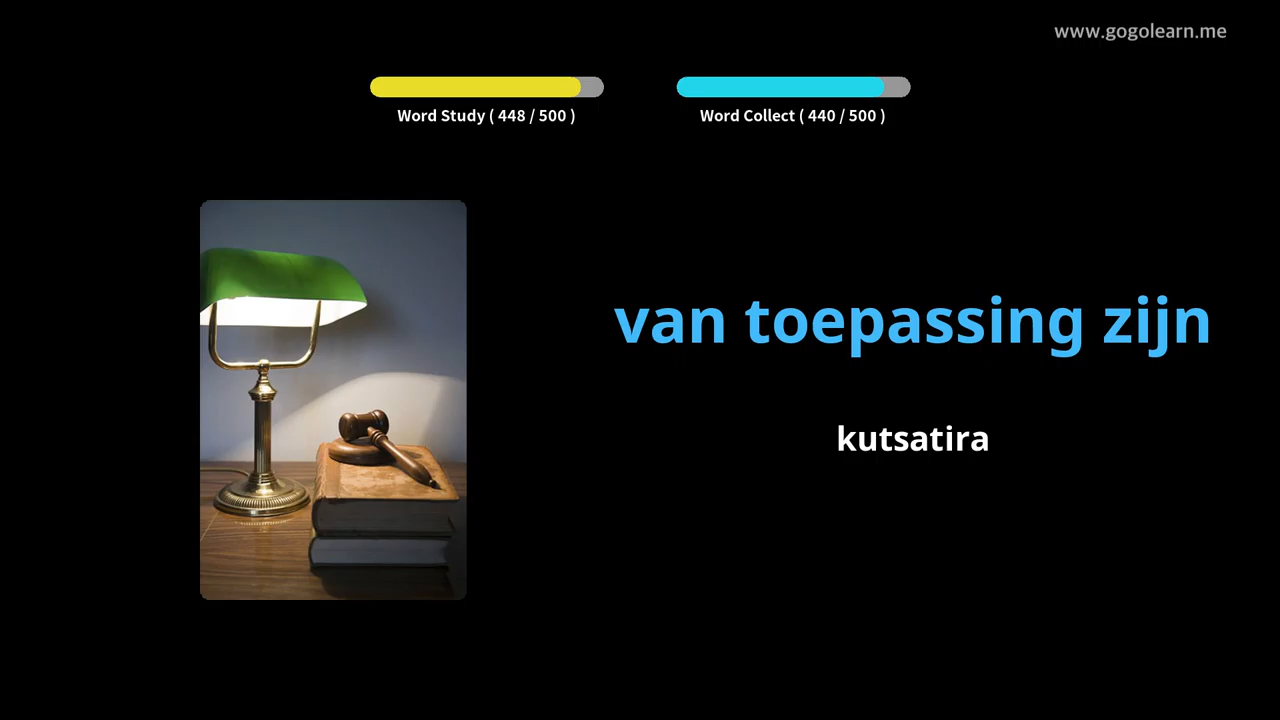 www.gogolearn.me
Word Study ( 448 / 500 )
Word Collect ( 440 / 500 )
van toepassing zijn
kutsatira